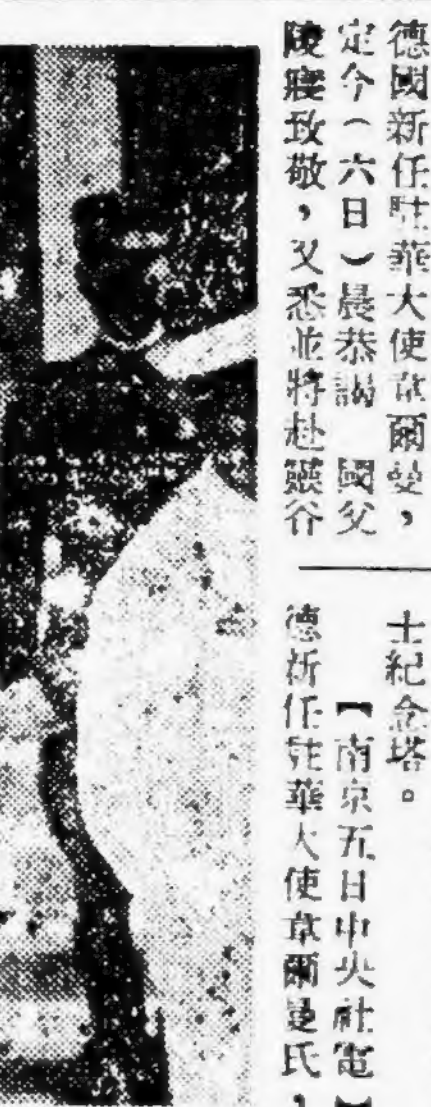 德國新任駐華大使韋爾曼，
定今（六日）晨恭謁　國父
陵寢致敬，又悉並將赴靈谷
士紀念塔。
【南京五日中央社電】
德新任駐華大使韋爾曼氏，